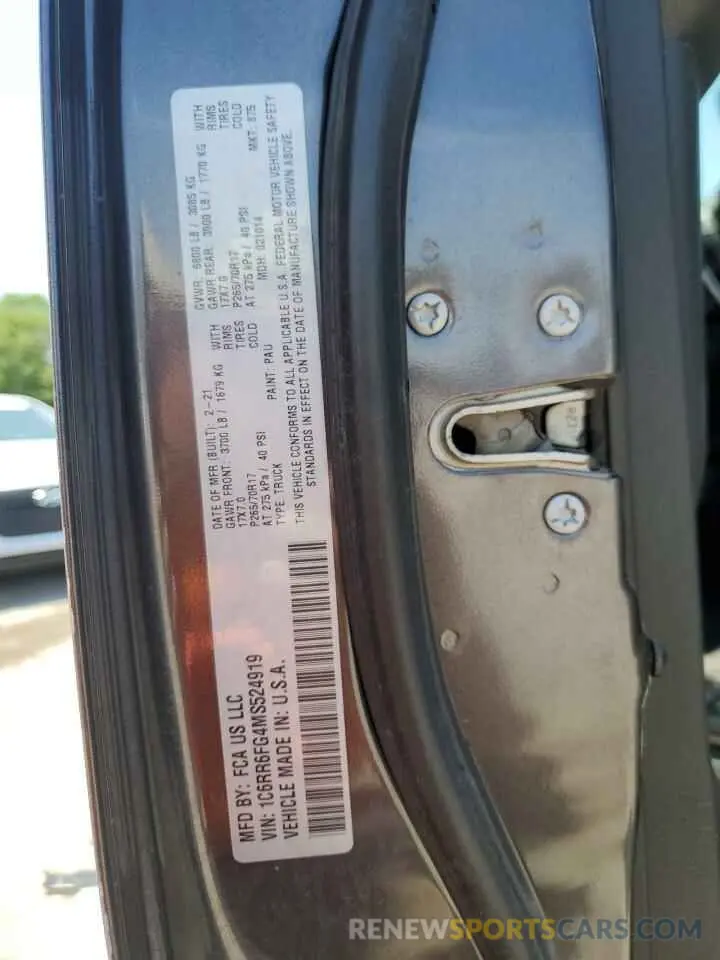 MFD BY: FCA US LLC
VIN: 1C6RR6FG4MS524919
VEHICLE MADE IN: U.S.A.
DATE OF MFR (BUILT): 2-21
GAWR FRONT: 3700 LB / 1679 KG WITH
17X7.0 RIMS
P265/70R17 TIRES
AT 275 kPa / 40 PSI COLD
TYPE: TRUCK PAINT: PAU
GVWR: 6800 LB / 3085 KG
GAWR REAR: 3900 LB / 1770 KG WITH
17X7.0 RIMS
P265/70R17 TIRES
AT 275 kPa / 40 PSI COLD
MDH: 021014 MKT:
THIS VEHICLE CONFORMS TO ALL APPLICABLE U.S.A. FEDERAL MOTOR VEHICLE SAFETY
STANDARDS IN EFFECT ON THE DATE OF MANUFACTURE SHOWN ABOVE.
RENEWSPORTSCARS.COM